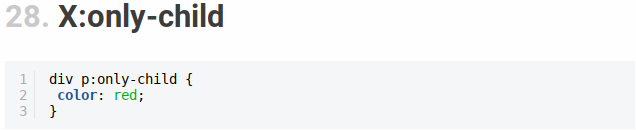 28. X:only-child
1 div p:only-child {
2  color: red;
3 }